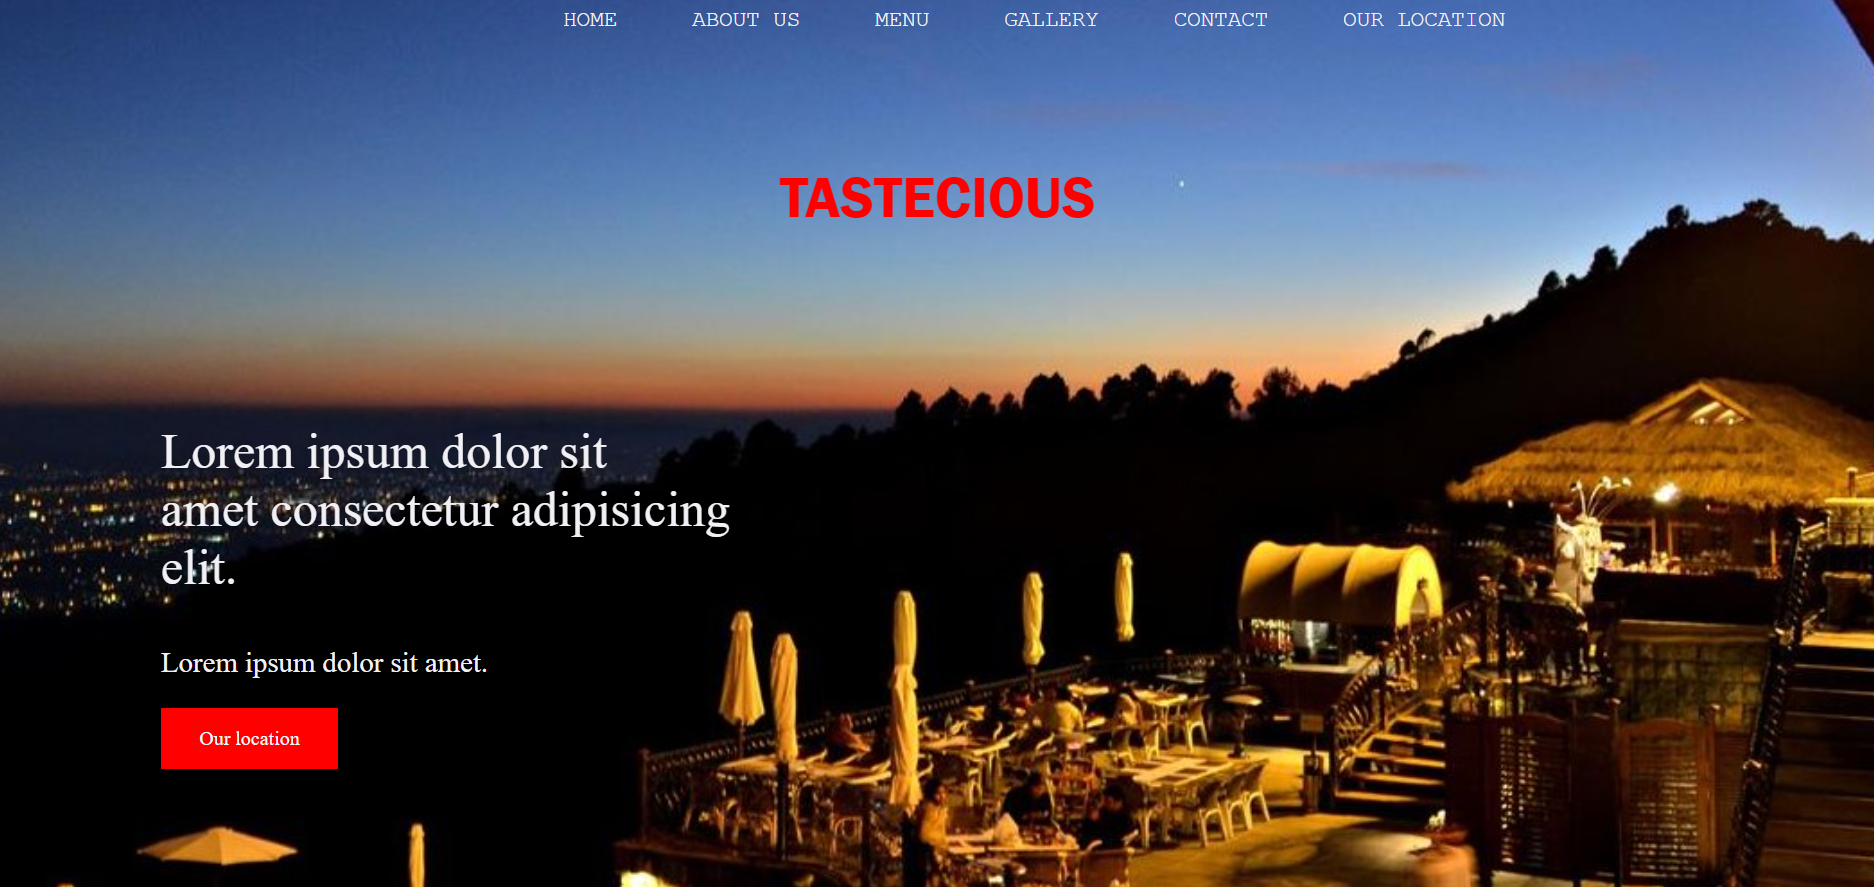 HOME ABOUT US MENU GALLERY CONTACT OUR LOCATION
TASTECIOUS
Lorem ipsum dolor sit
amet consectetur adipisicing
elit.
Lorem ipsum dolor sit amet.
Our location